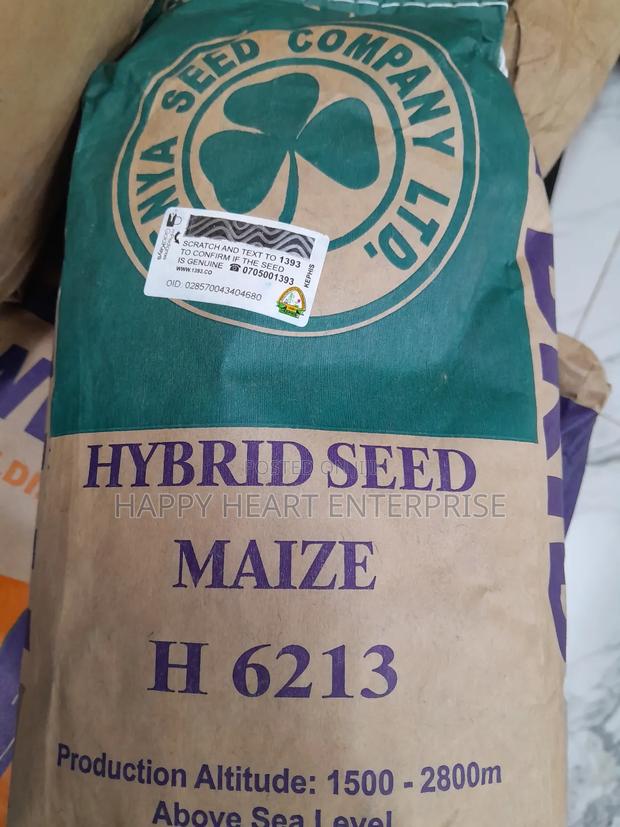 NYA SEED COMPANY LTD.
SCRATCH AND TEXT TO 1393
TO CONFIRM IF THE SEED
IS GENUINE ☎ 0705001393
WWW.1393.CO
KEPHIS
OID: 028570043404680
HYBRID SEED
POSTED ON
HAPPY HEART ENTERPRISE
MAIZE
H 6213
Production Altitude: 1500 - 2800m
Above Sea Level